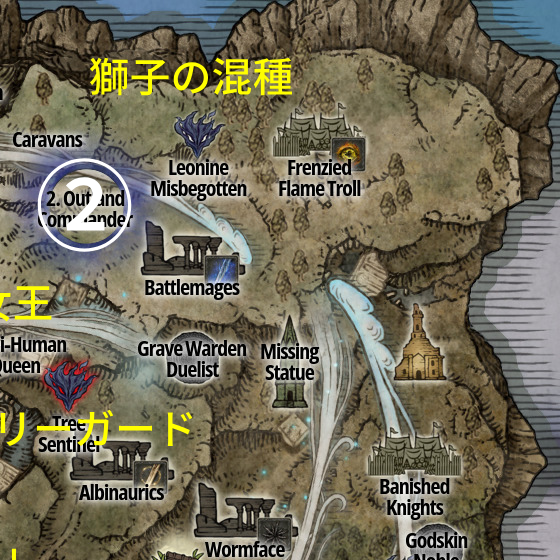 獅子の混種
Caravans
Leonine
Misbegotten
Frenzied
Flame Troll
2
2. Outland
Commander
Battlemages
女王
Grave Warden
Duelist
Missing
Statue
i-Human
Queen
リーガード
Tree
Sentinel
Albinaurics
Banished
Knights
Wormface
Godskin
Noble